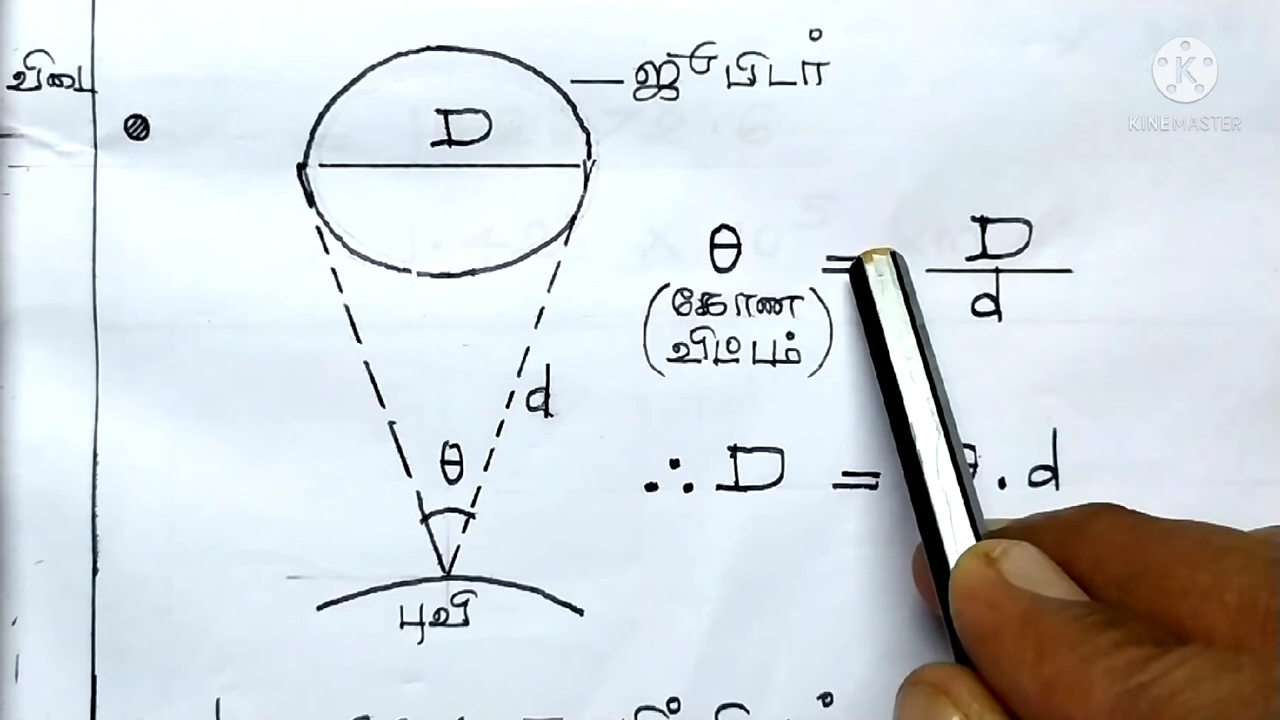 விடை
ஜுபிடர்
D
θ = D
d
(கோண
விட்டம்)
d
θ
∴ D = θ . d
புவி
KINEMASTER